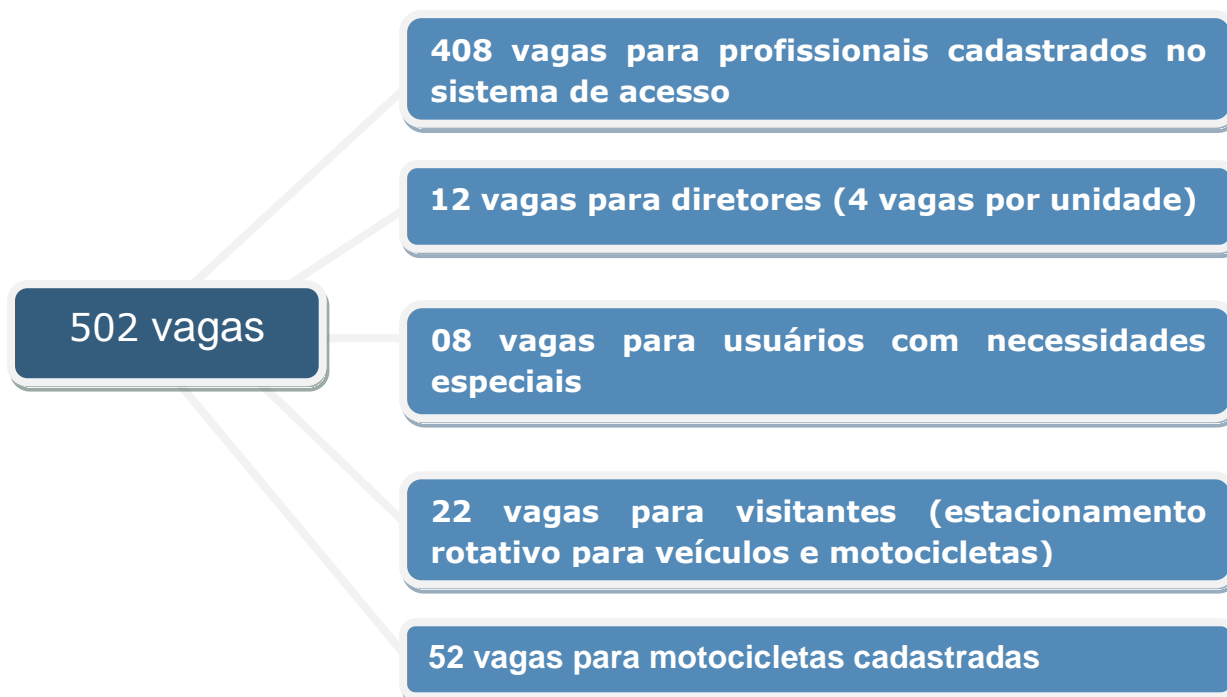 408 vagas para profissionais cadastrados no
sistema de acesso
12 vagas para diretores (4 vagas por unidade)
502 vagas
08 vagas para usuários com necessidades
especiais
22 vagas para visitantes (estacionamento
rotativo para veículos e motocicletas)
52 vagas para motocicletas cadastradas